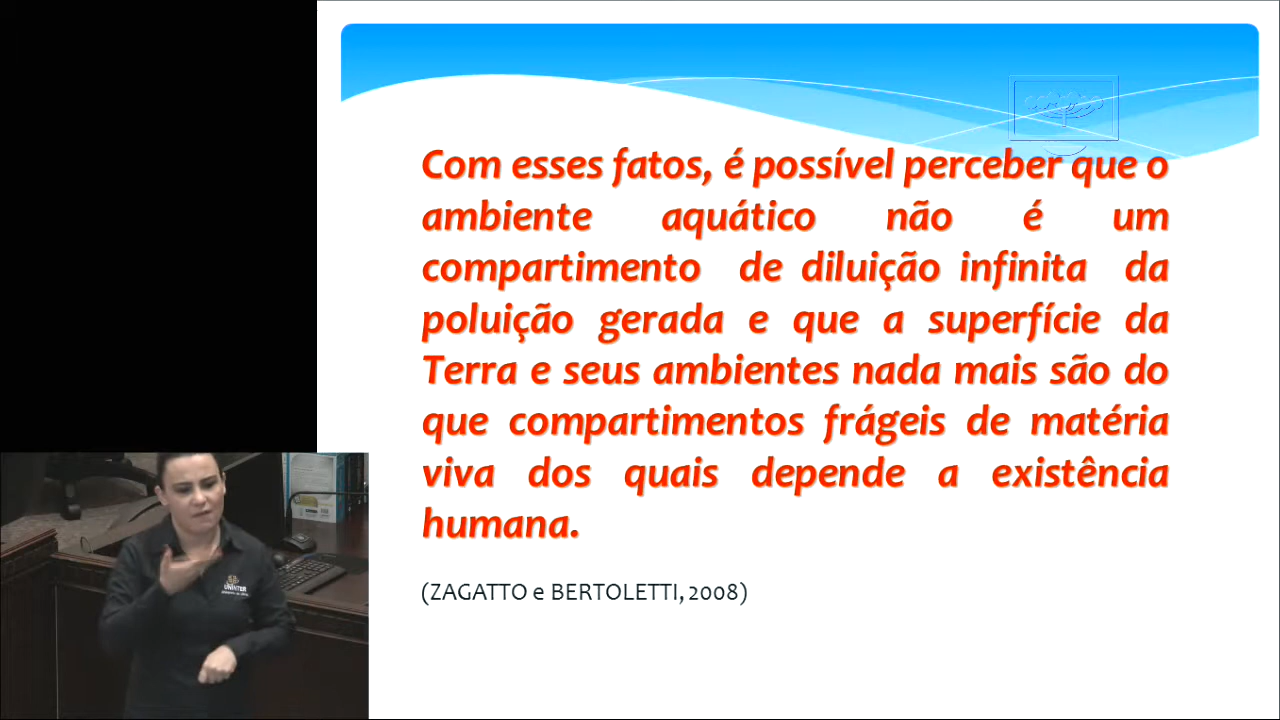 Com esses fatos, é possível perceber que o
ambiente aquático não é um
compartimento de diluição infinita da
poluição gerada e que a superfície da
Terra e seus ambientes nada mais são do
que compartimentos frágeis de matéria
viva dos quais depende a existência
humana.
(ZAGATTO e BERTOLETTI, 2008)
UNINTER